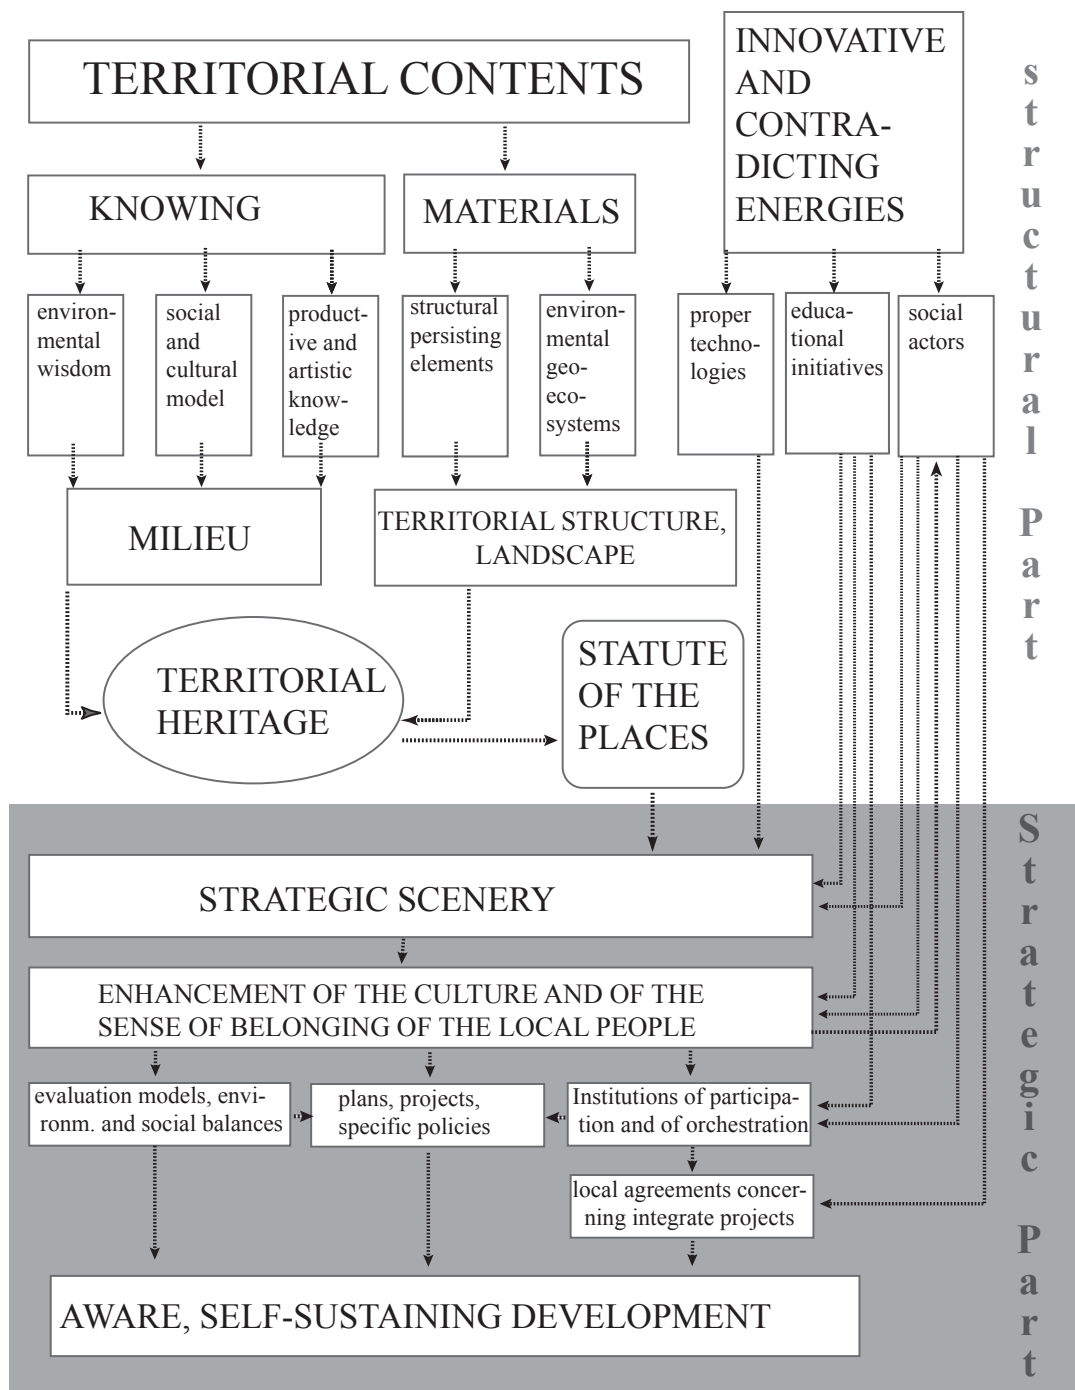 TERRITORIAL CONTENTS
INNOVATIVE
AND
CONTRA-
DICTING
ENERGIES
KNOWING
MATERIALS
environ-
mental
wisdom
social
and
cultural
model
product-
ive and
artistic
know-
ledge
structural
persisting
elements
environ-
mental
geo-
eco-
systems
proper
techno-
logies
educa-
tional
initiatives
social
actors
structural Part
MILIEU
TERRITORIAL STRUCTURE,
LANDSCAPE
TERRITORIAL
HERITAGE
STATUTE
OF THE
PLACES
Strategic Part
STRATEGIC SCENERY
ENHANCEMENT OF THE CULTURE AND OF THE
SENSE OF BELONGING OF THE LOCAL PEOPLE
evaluation models, envi-
ronm. and social balances
plans, projects,
specific policies
Institutions of participa-
tion and of orchestration
local agreements concer-
ning integrate projects
AWARE, SELF-SUSTAINING DEVELOPMENT